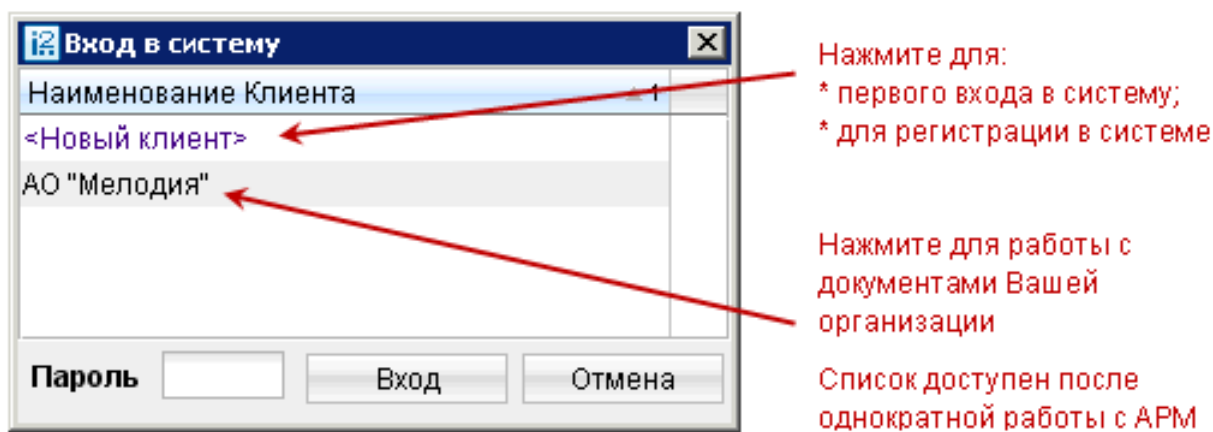 Вход в систему
Наименование Клиента 1
<Новый клиент>
АО "Мелодия"
Пароль Вход Отмена
Нажмите для:
* первого входа в систему;
* для регистрации в системе
Нажмите для работы с
документами Вашей
организации
Список доступен после
однократной работы с АРМ